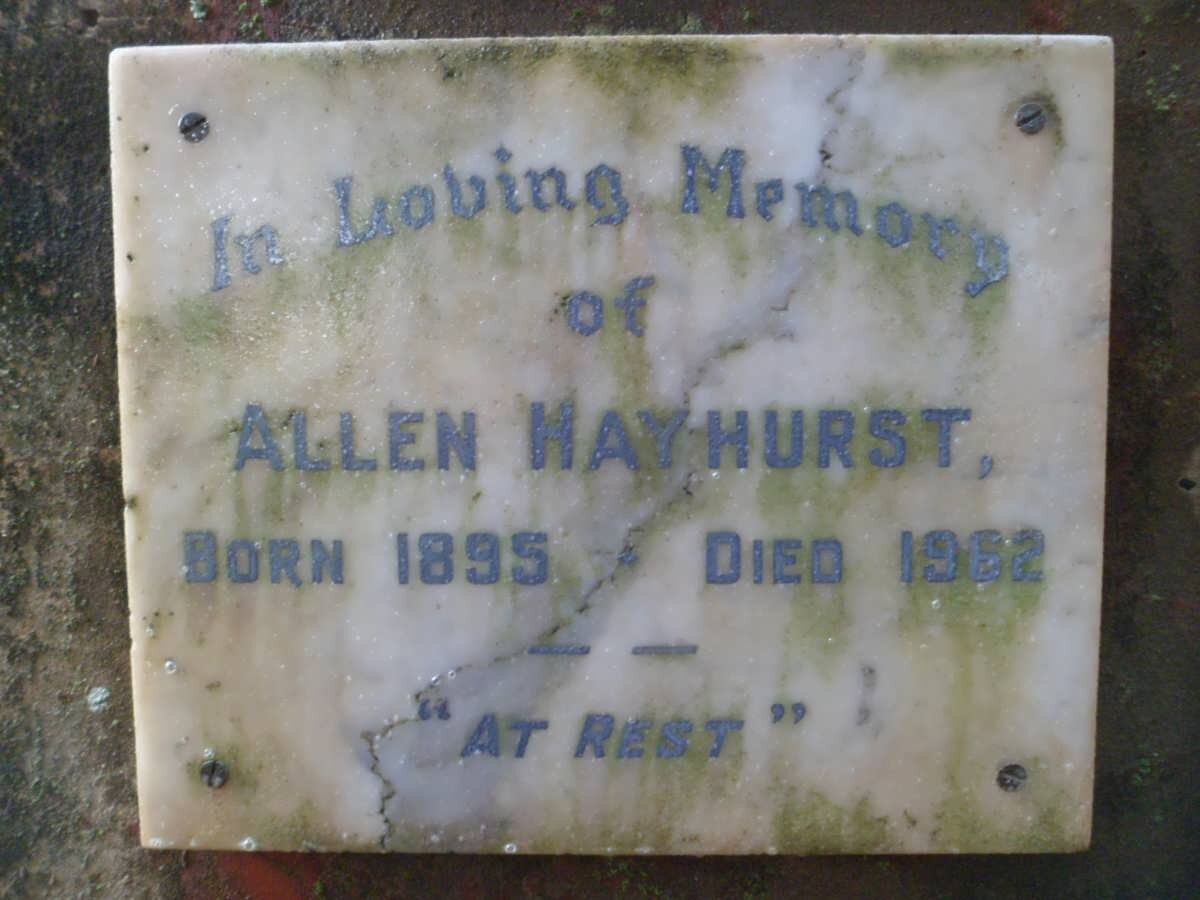 In Loving Memory
of
ALLEN HAYHURST,
BORN 1895 - DIED 1962
— —
“AT REST”